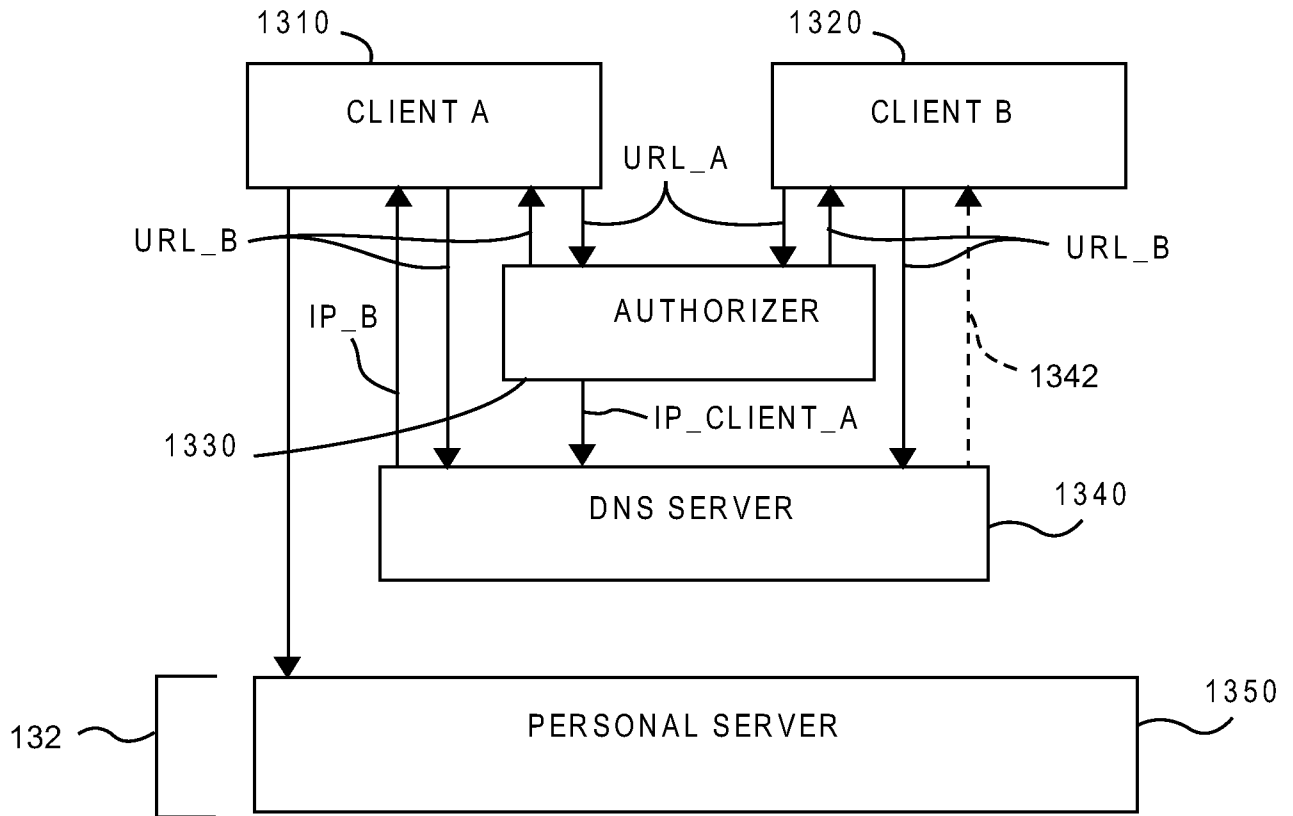 1310
1320
CLIENT A
CLIENT B
URL_A
URL_B
URL_B
IP_B
AUTHORIZER
1342
IP_CLIENT_A
1330
DNS SERVER
1340
132
PERSONAL SERVER
1350